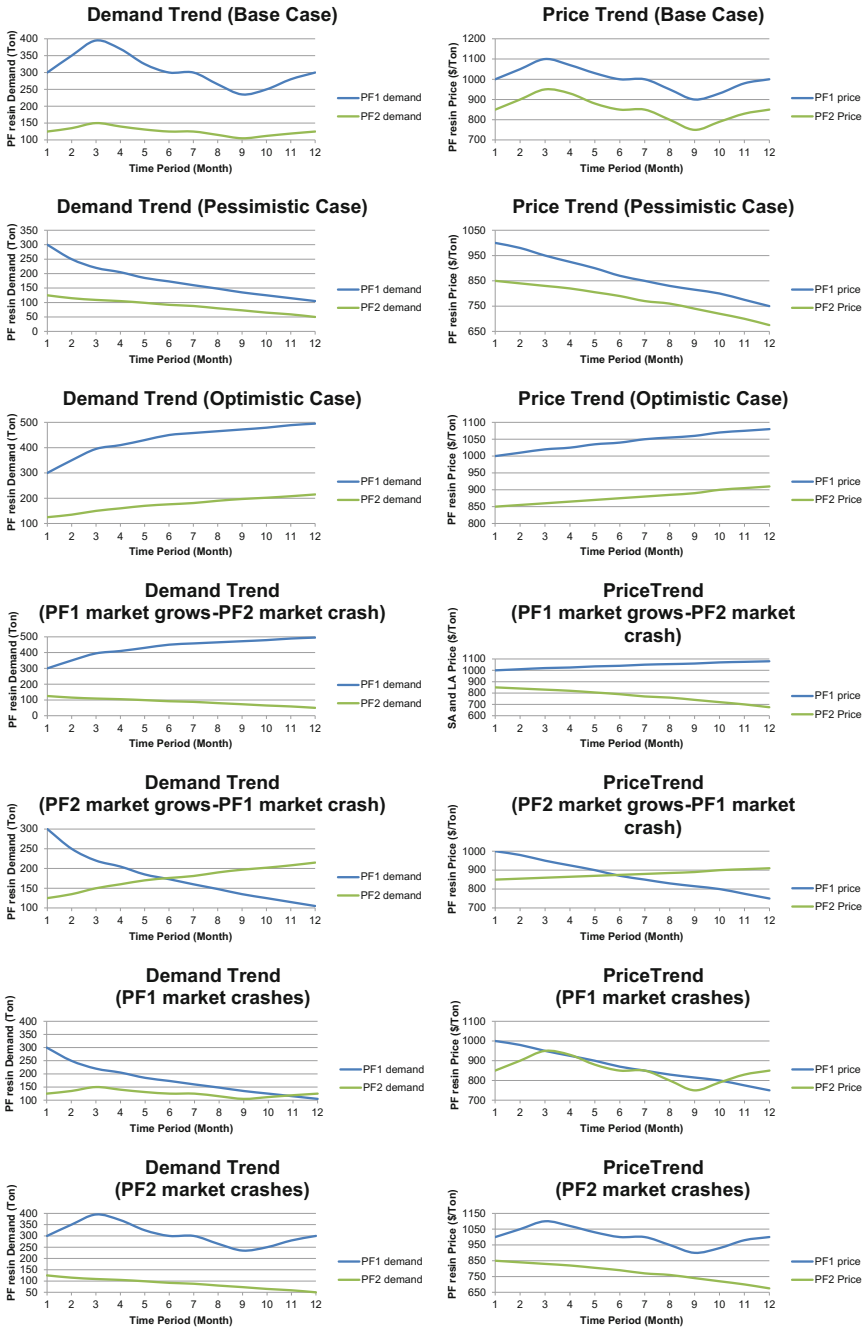 Demand Trend (Base Case)
PF resin Demand (Ton)
400
350
300
250
200
150
100
1 2 3 4 5 6 7 8 9 10 11 12
Time Period (Month)
PF1 demand
PF2 demand
Price Trend (Base Case)
PF resin Price ($/Ton)
1200
1100
1000
900
800
700
1 2 3 4 5 6 7 8 9 10 11 12
Time Period (Month)
PF1 price
PF2 Price
Demand Trend (Pessimistic Case)
PF resin Demand (Ton)
350
300
250
200
150
100
50
0
1 2 3 4 5 6 7 8 9 10 11 12
Time Period (Month)
PF1 demand
PF2 demand
Price Trend (Pessimistic Case)
PF resin Price ($/Ton)
1050
950
850
750
650
1 2 3 4 5 6 7 8 9 10 11 12
Time Period (Month)
PF1 price
PF2 Price
Demand Trend (Optimistic Case)
PF resin Demand (Ton)
500
400
300
200
100
1 2 3 4 5 6 7 8 9 10 11 12
Time Period (Month)
PF1 demand
PF2 demand
Price Trend (Optimistic Case)
PF resin Price ($/Ton)
1100
1050
1000
950
900
850
800
1 2 3 4 5 6 7 8 9 10 11 12
Time Period (Month)
PF1 price
PF2 Price
Demand Trend
(PF1 market grows-PF2 market crash)
PF resin Demand (Ton)
500
400
300
200
100
0
1 2 3 4 5 6 7 8 9 10 11 12
Time Period (Month)
PF1 demand
PF2 demand
PriceTrend
(PF1 market grows-PF2 market
crash)
SA and LA Price ($/Ton)
1100
1000
900
800
700
600
1 2 3 4 5 6 7 8 9 10 11 12
Time Period (Month)
PF1 price
PF2 Price
Demand Trend
(PF2 market grows-PF1 market crash)
PF resin Demand (Ton)
300
250
200
150
100
1 2 3 4 5 6 7 8 9 10 11 12
Time Period (Month)
PF1 demand
PF2 demand
PriceTrend
(PF2 market grows-PF1 market
crash)
PF resin Price ($/Ton)
1000
900
800
700
1 2 3 4 5 6 7 8 9 10 11 12
Time Period (Month)
PF1 price
PF2 Price
Demand Trend
(PF1 market crashes)
PF resin Demand (Ton)
400
350
300
250
200
150
100
1 2 3 4 5 6 7 8 9 10 11 12
Time Period (Month)
PF1 demand
PF2 demand
PriceTrend
(PF1 market crashes)
PF resin Price ($/Ton)
1100
1000
900
800
700
1 2 3 4 5 6 7 8 9 10 11 12
Time Period (Month)
PF1 price
PF2 Price
Demand Trend
(PF2 market crashes)
PF resin Demand (Ton)
400
350
300
250
200
150
100
50
1 2 3 4 5 6 7 8 9 10 11 12
Time Period (Month)
PF1 demand
PF2 demand
PriceTrend
(PF2 market crashes)
PF resin Price ($/Ton)
1150
1050
950
850
750
650
1 2 3 4 5 6 7 8 9 10 11 12
Time Period (Month)
PF1 price
PF2 Price